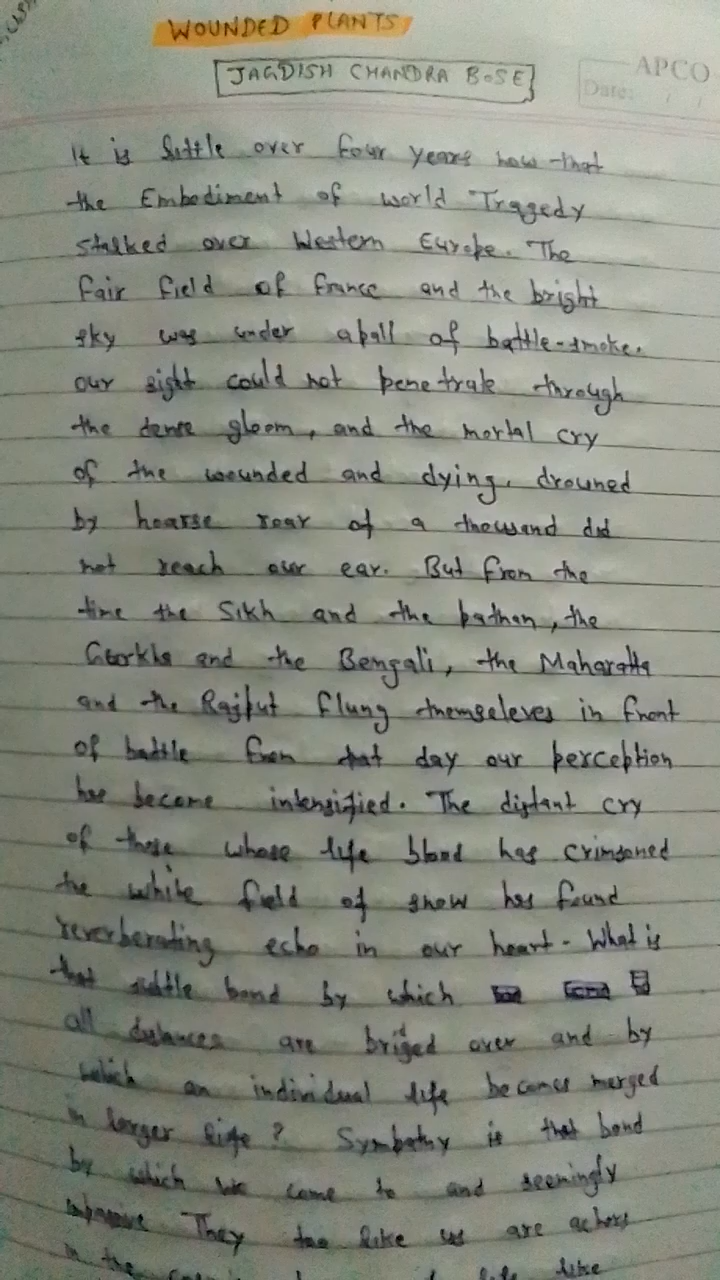 WOUNDED PLANTS
JAGDISH CHANDRA BOSE
APCO
Date: / /
It is little over four years now that
the Embodiment of world Tragedy
stalked over Western Europe. The
fair field of france and the bright
sky was under a pall of battle-smoke.
our sight could not penetrate through
the dense gloom, and the mortal cry
of the wounded and dying, drowned
by hoarse roar of a thousand did
not reach our ear. But from the
time the Sikh and the pathan, the
Gorkha and the Bengali, the Maharatta
and the Rajput flung themseleves in front
of battle from that day our perception
has become intensified. The distant cry
of those whose life blood has crimsoned
the white field of snow has found
reverberating echo in our heart. What is
that subtle bond by which
all distances are bridged over and by
which an individual life becomes merged
in larger life? Sympathy is that bond
by which we come to and seemingly
They too like us are actors
in the life like